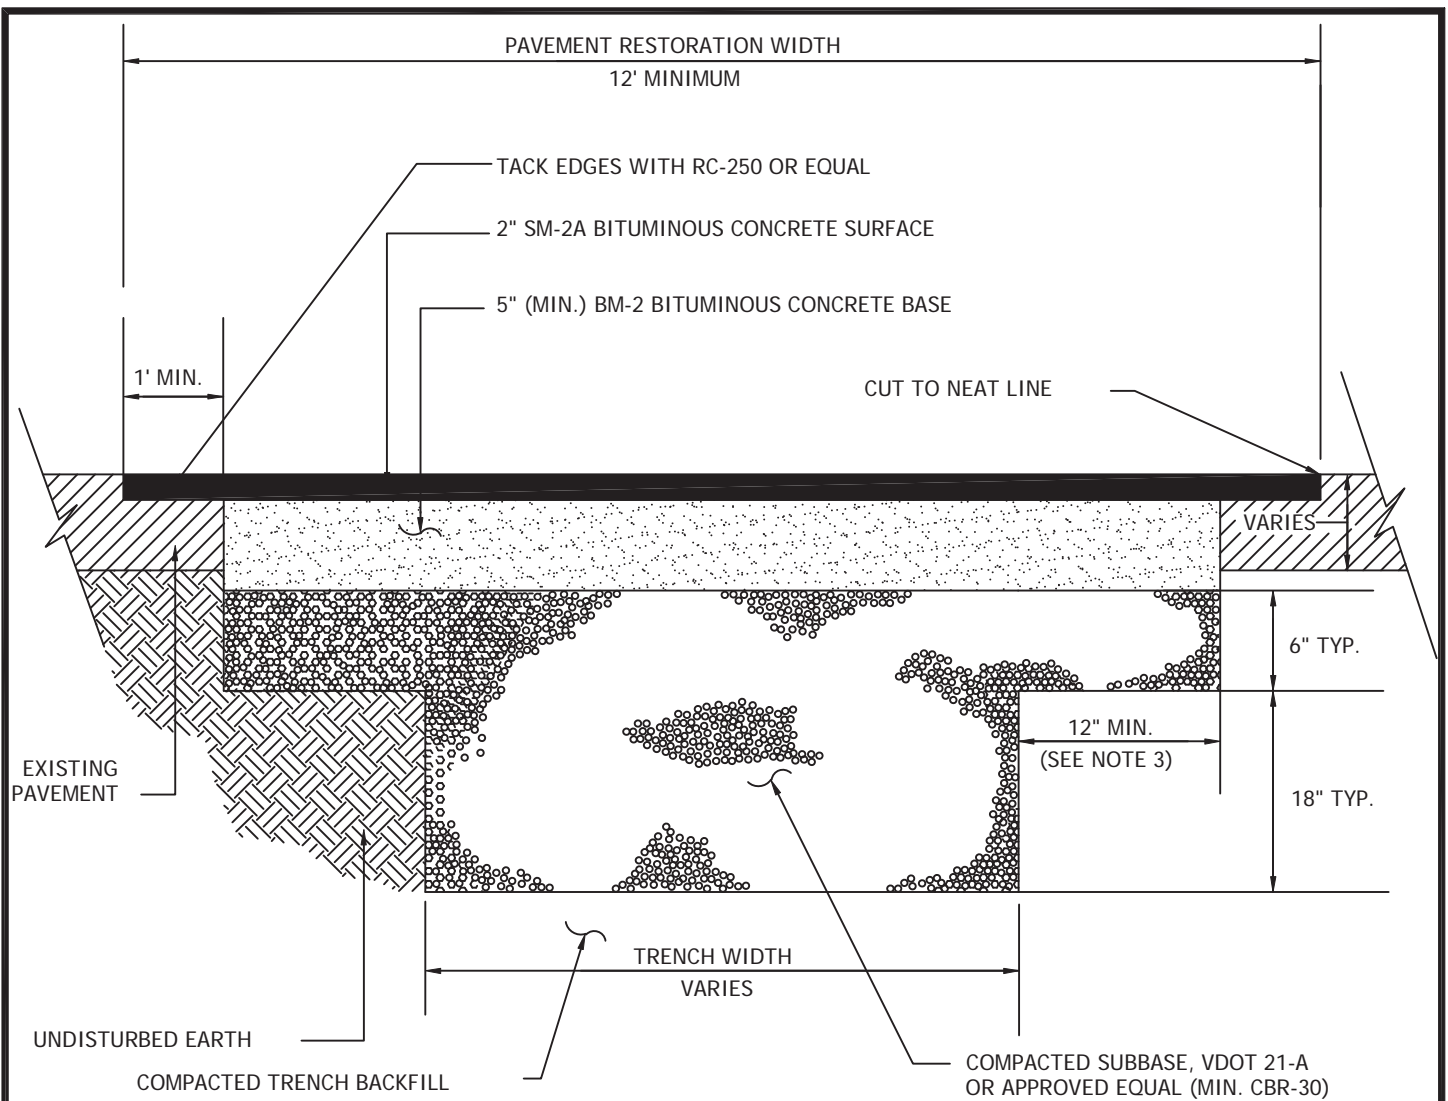 PAVEMENT RESTORATION WIDTH
12' MINIMUM
TACK EDGES WITH RC-250 OR EQUAL
2" SM-2A BITUMINOUS CONCRETE SURFACE
5" (MIN.) BM-2 BITUMINOUS CONCRETE BASE
1' MIN.
CUT TO NEAT LINE
VARIES
6" TYP.
12" MIN.
(SEE NOTE 3)
EXISTING
PAVEMENT
18" TYP.
TRENCH WIDTH
VARIES
UNDISTURBED EARTH
COMPACTED TRENCH BACKFILL
COMPACTED SUBBASE, VDOT 21-A
OR APPROVED EQUAL (MIN. CBR-30)